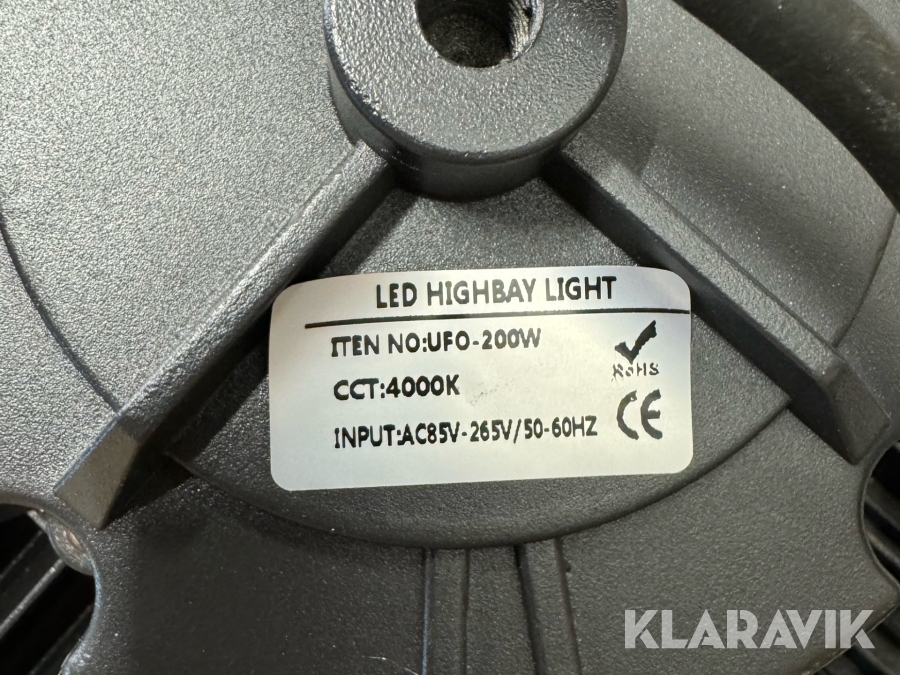 LED HIGHBAY LIGHT
ITEN NO:UFO-200W
CCT:4000K
INPUT:AC85V-265V/50-60HZ
RoHS
CE
KLARAVIK